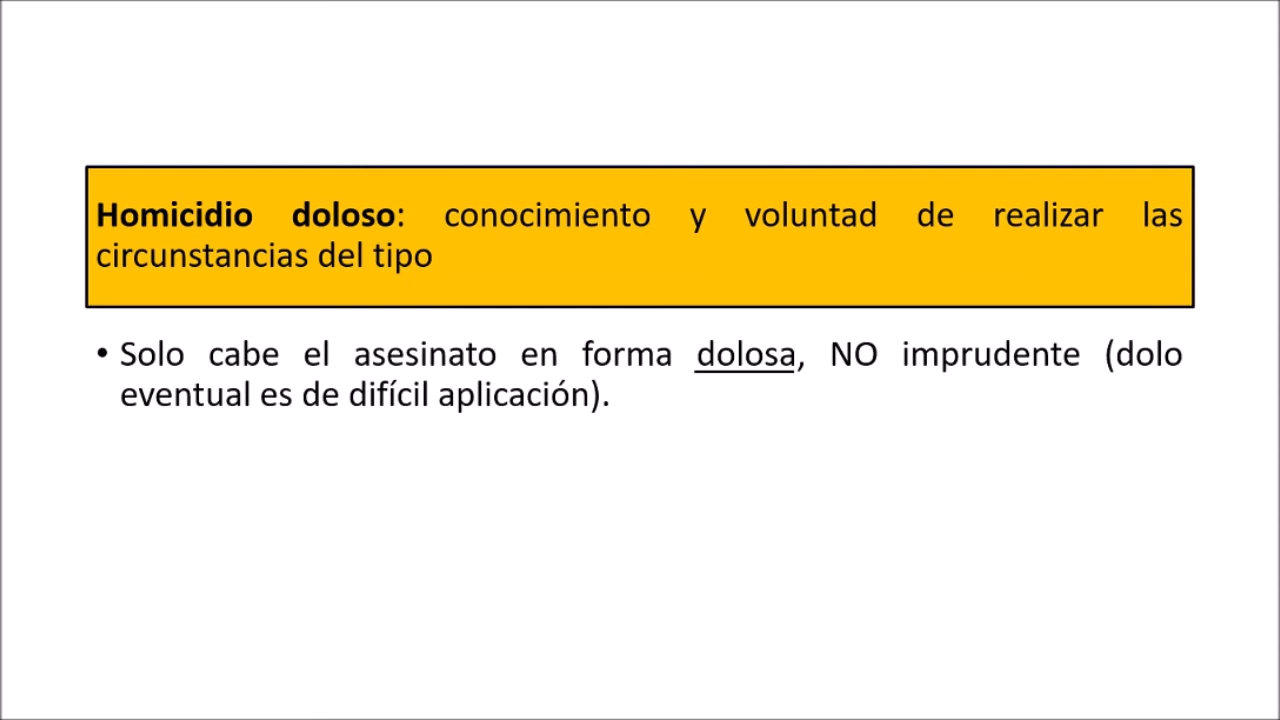 Homicidio doloso: conocimiento y voluntad de realizar las
circunstancias del tipo
• Solo cabe el asesinato en forma dolosa, NO imprudente (dolo
eventual es de difícil aplicación).